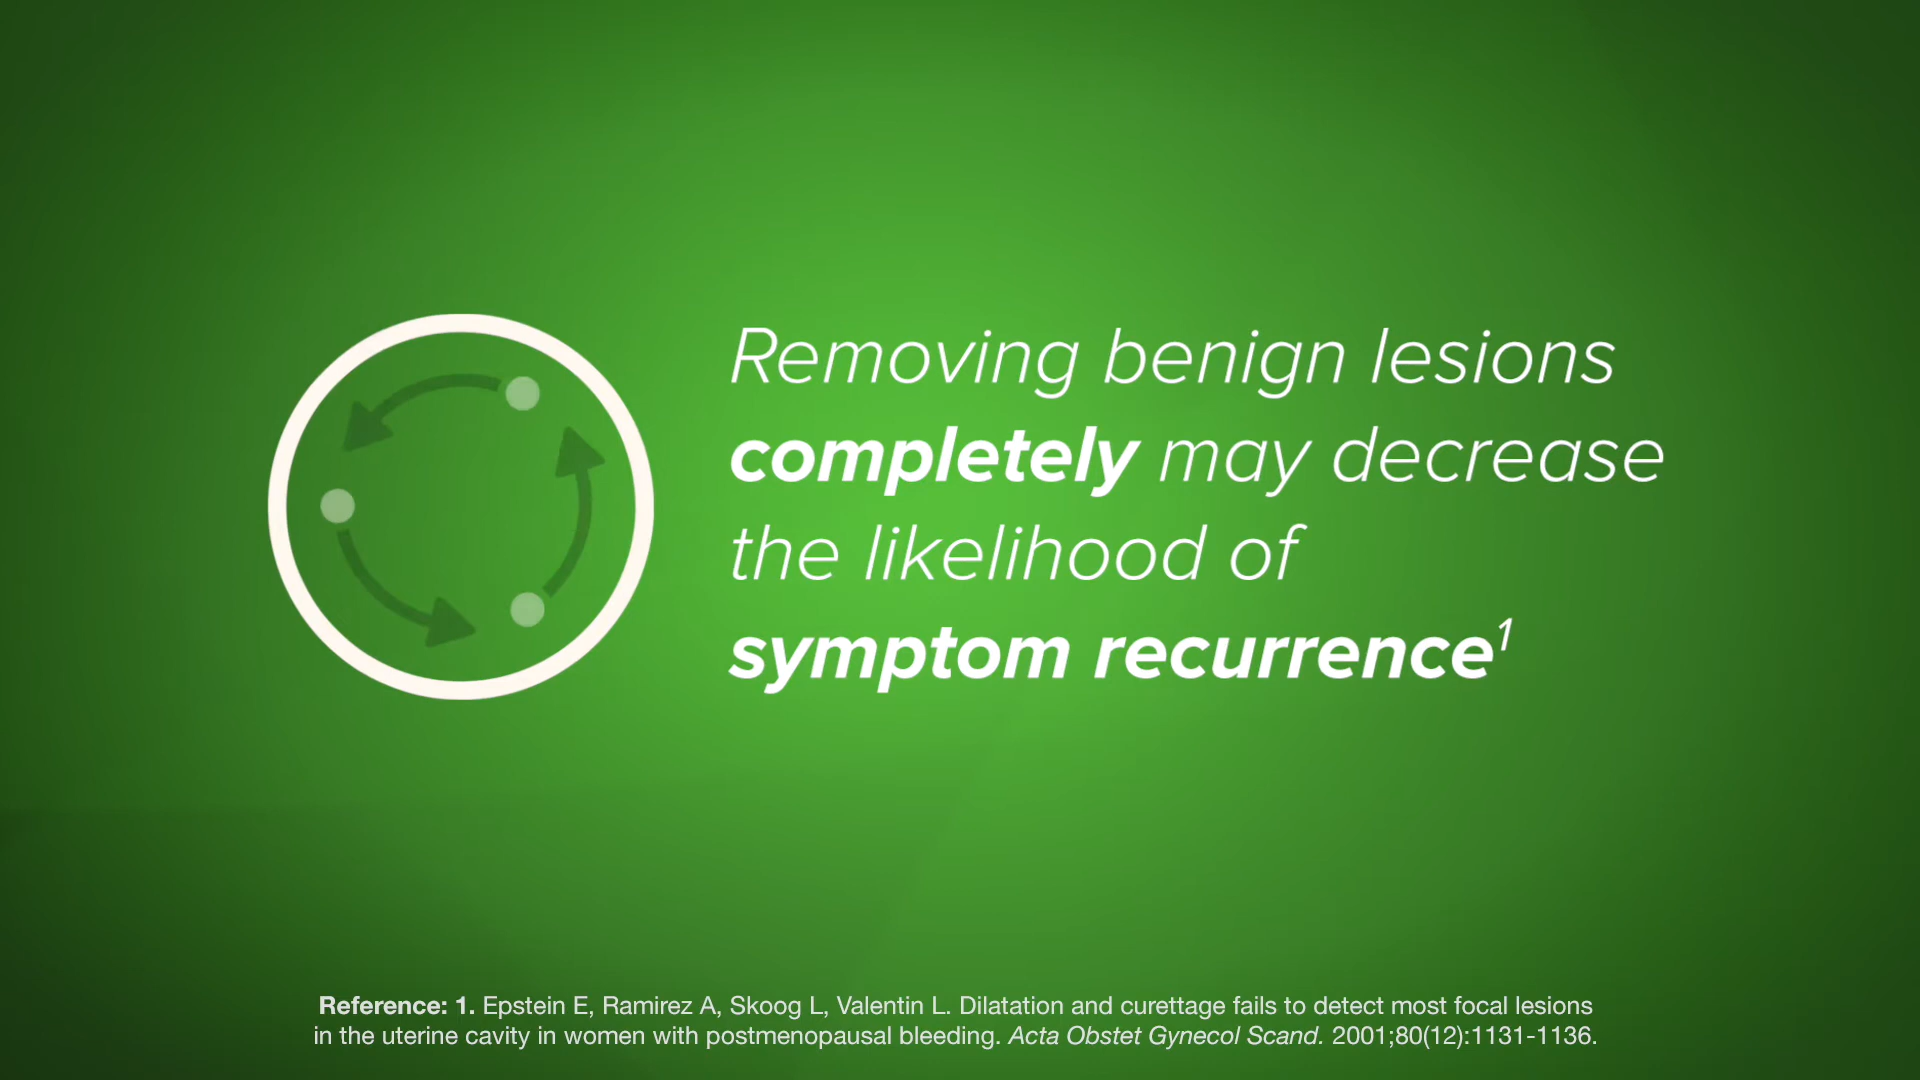 Removing benign lesions
completely may decrease
the likelihood of
symptom recurrence¹
Reference: 1. Epstein E, Ramirez A, Skoog L, Valentin L. Dilatation and curettage fails to detect most focal lesions
in the uterine cavity in women with postmenopausal bleeding. Acta Obstet Gynecol Scand. 2001;80(12):1131-1136.